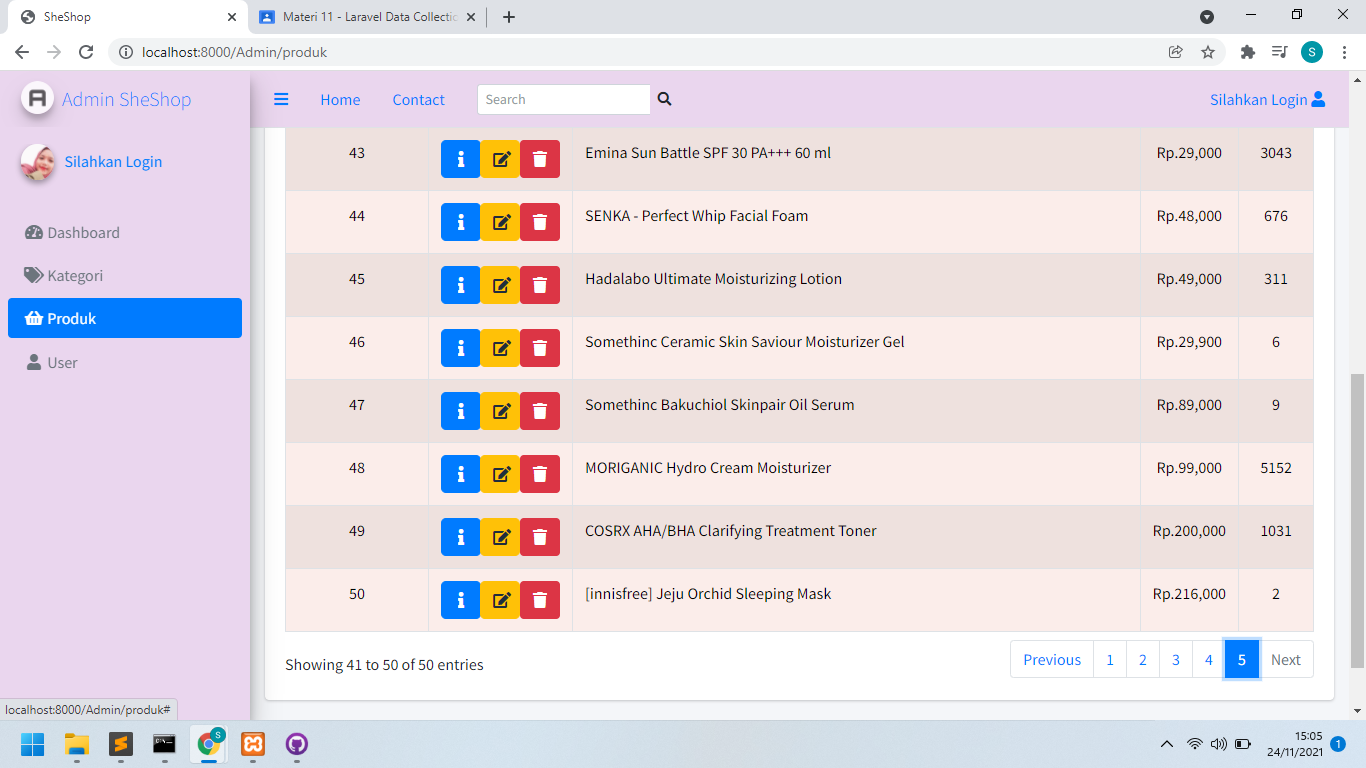 SheShop
Materi 11 - Laravel Data Collectio
localhost:8000/Admin/produk
S
Admin SheShop
Home
Contact
Search
Silahkan Login
Silahkan Login
Dashboard
Kategori
Produk
User
43 Emina Sun Battle SPF 30 PA+++ 60 ml Rp.29,000 3043
44 SENKA - Perfect Whip Facial Foam Rp.48,000 676
45 Hadalabo Ultimate Moisturizing Lotion Rp.49,000 311
46 Somethinc Ceramic Skin Saviour Moisturizer Gel Rp.29,900 6
47 Somethinc Bakuchiol Skinpair Oil Serum Rp.89,000 9
48 MORIGANIC Hydro Cream Moisturizer Rp.99,000 5152
49 COSRX AHA/BHA Clarifying Treatment Toner Rp.200,000 1031
50 [innisfree] Jeju Orchid Sleeping Mask Rp.216,000 2
Showing 41 to 50 of 50 entries
Previous 1 2 3 4 5 Next
localhost:8000/Admin/produk#
S
15:05
24/11/2021
1